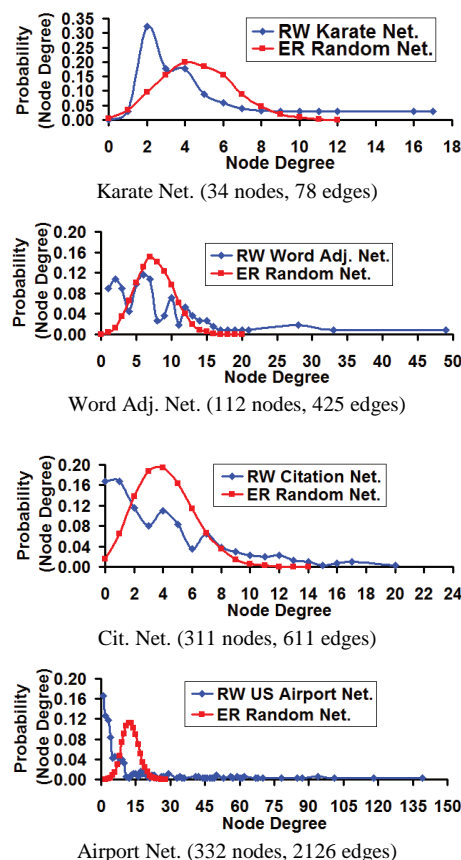 0.35
0.30
0.25
0.20
0.15
0.10
0.05
0.00
Probability
(Node Degree)
RW Karate Net.
ER Random Net.
0 2 4 6 8 10 12 14 16 18
Node Degree
Karate Net. (34 nodes, 78 edges)
0.20
0.16
0.12
0.08
0.04
0.00
Probability
(Node Degree)
RW Word Adj. Net.
ER Random Net.
0 5 10 15 20 25 30 35 40 45 50
Node Degree
Word Adj. Net. (112 nodes, 425 edges)
0.20
0.16
0.12
0.08
0.04
0.00
Probability
(Node Degree)
RW Citation Net.
ER Random Net.
0 2 4 6 8 10 12 14 16 18 20 22 24
Node Degree
Cit. Net. (311 nodes, 611 edges)
0.20
0.16
0.12
0.08
0.04
0.00
Probability
(Node Degree)
RW US Airport Net.
ER Random Net.
0 15 30 45 60 75 90 105 120 135 150
Node Degree
Airport Net. (332 nodes, 2126 edges)